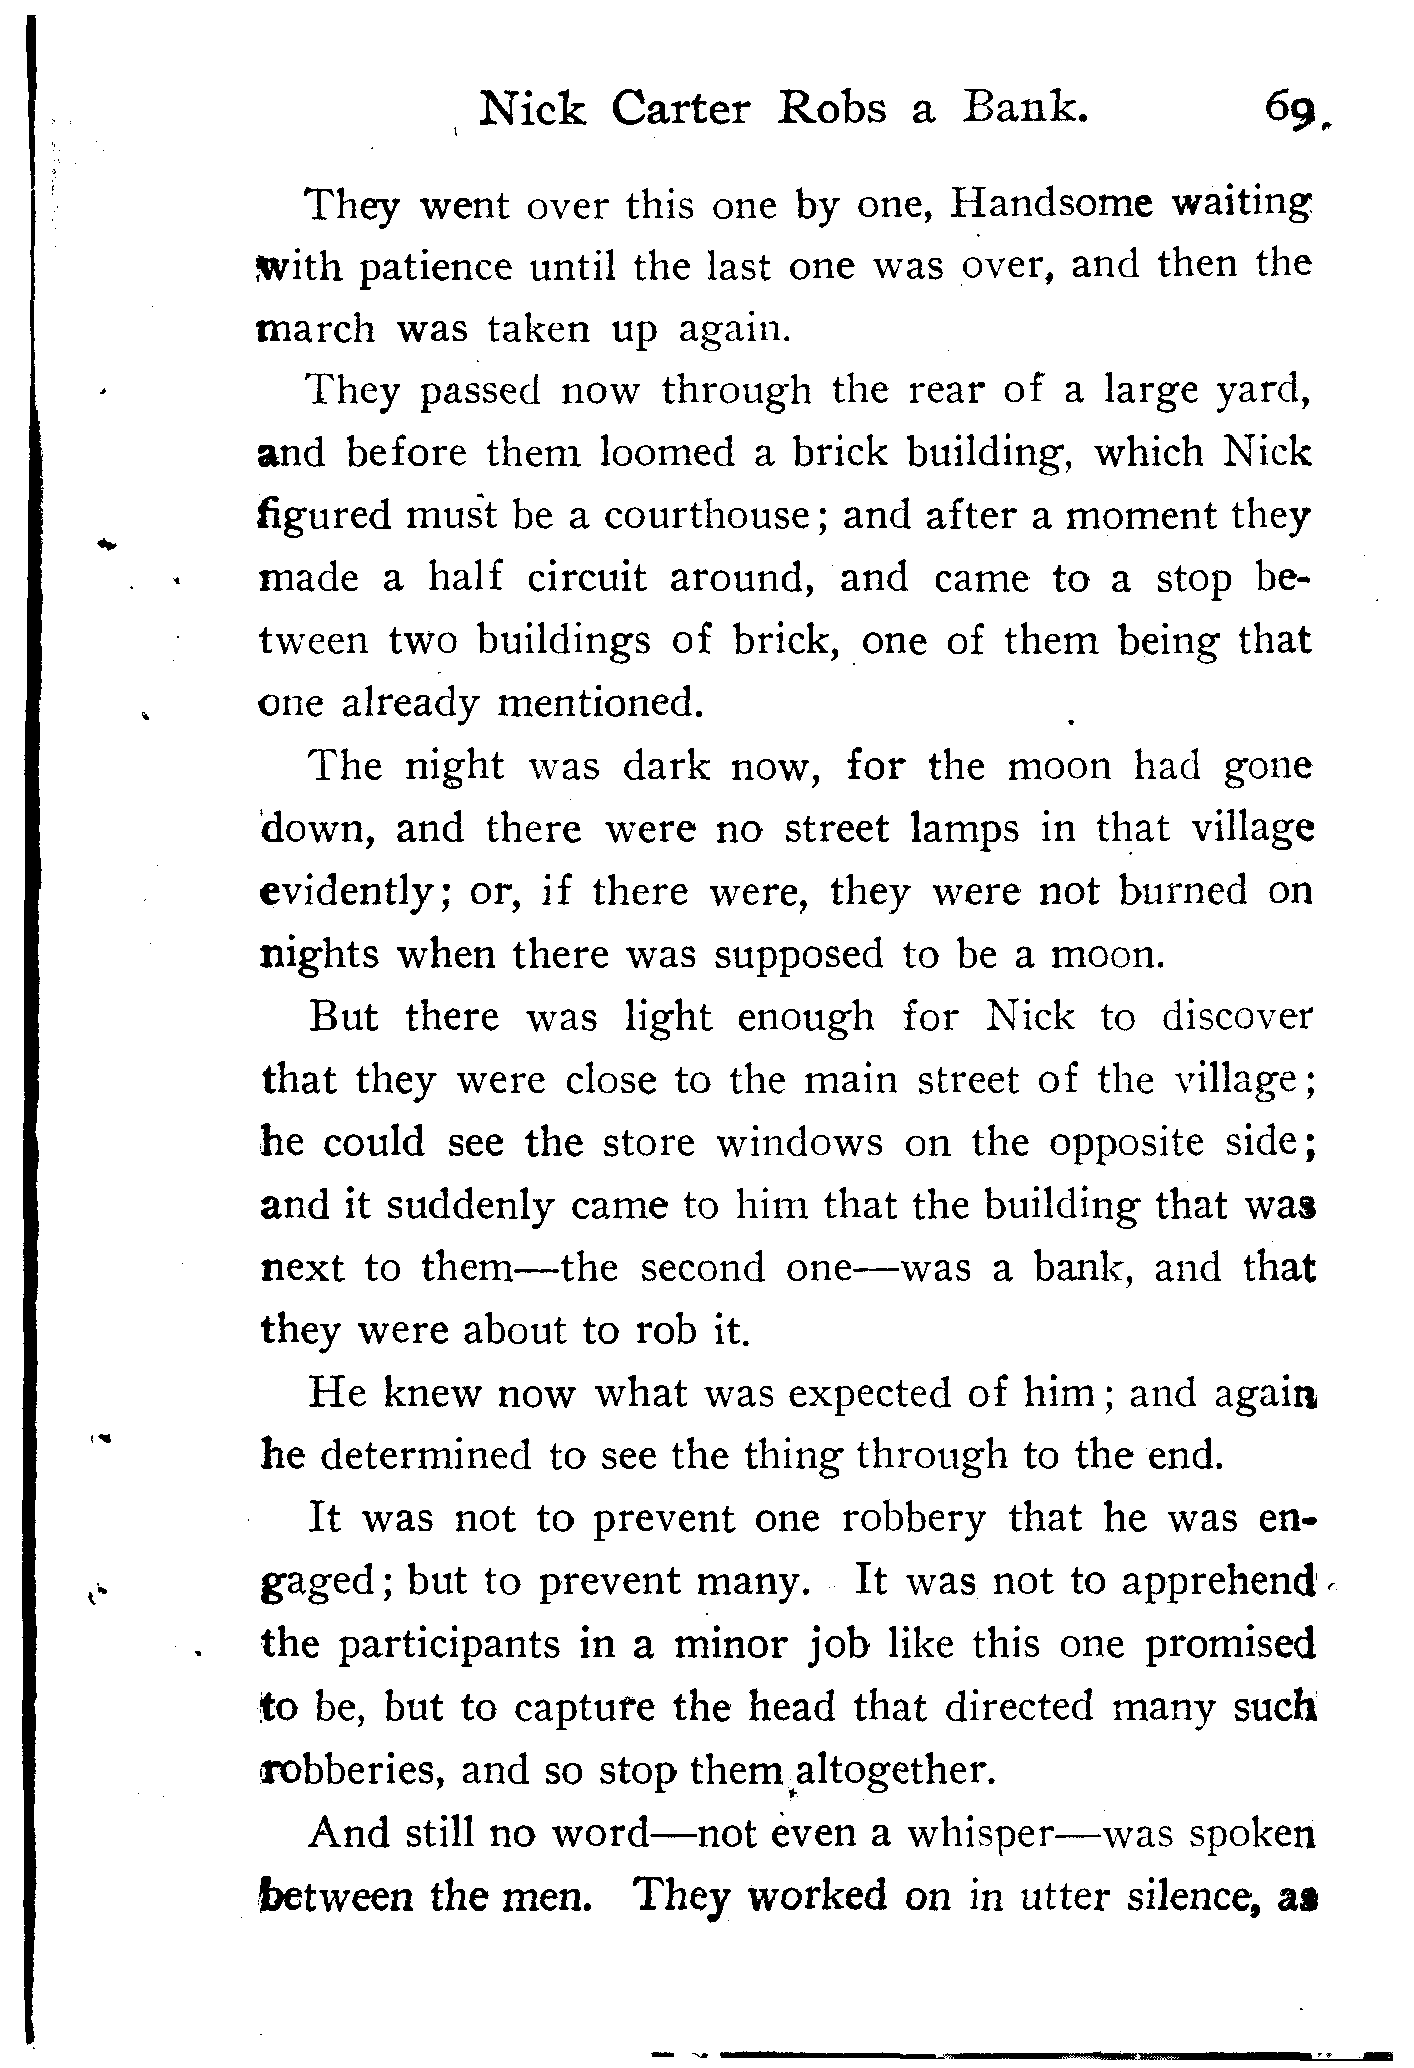 Nick Carter Robs a Bank. 69
They went over this one by one, Handsome waiting
with patience until the last one was over, and then the
march was taken up again.
They passed now through the rear of a large yard,
and before them loomed a brick building, which Nick
figured must be a courthouse; and after a moment they
made a half circuit around, and came to a stop be-
tween two buildings of brick, one of them being that
one already mentioned.
The night was dark now, for the moon had gone
down, and there were no street lamps in that village
evidently; or, if there were, they were not burned on
nights when there was supposed to be a moon.
But there was light enough for Nick to discover
that they were close to the main street of the village;
he could see the store windows on the opposite side;
and it suddenly came to him that the building that was
next to them—the second one—was a bank, and that
they were about to rob it.
He knew now what was expected of him; and again
he determined to see the thing through to the end.
It was not to prevent one robbery that he was en-
gaged; but to prevent many. It was not to apprehend
the participants in a minor job like this one promised
to be, but to capture the head that directed many such
robberies, and so stop them altogether.
And still no word—not even a whisper—was spoken
between the men. They worked on in utter silence, as